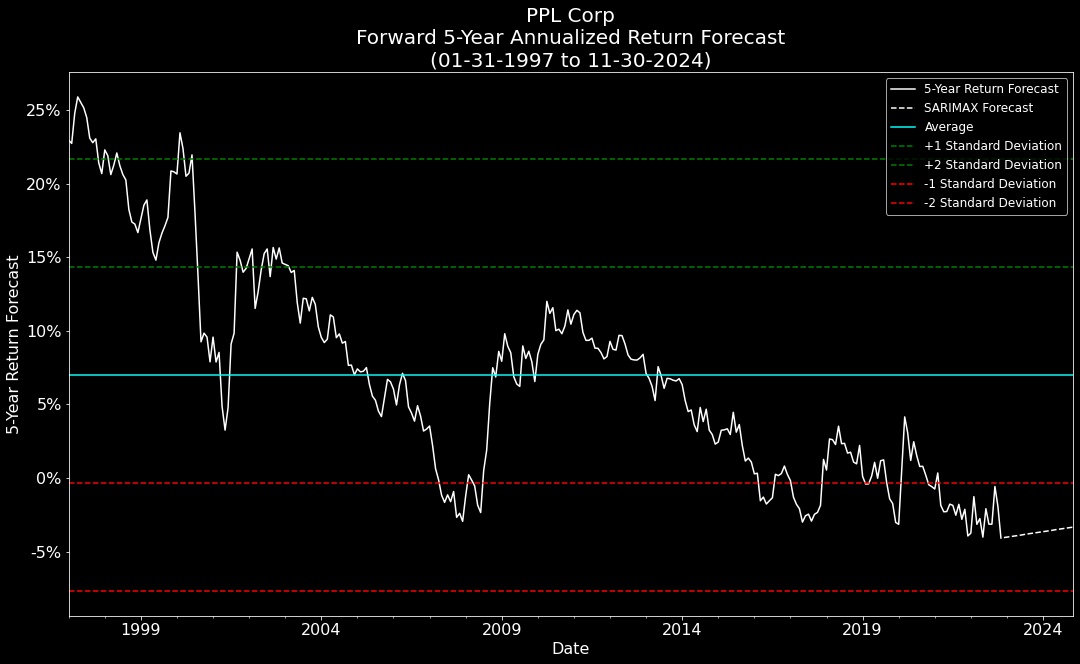 PPL Corp
Forward 5-Year Annualized Return Forecast
(01-31-1997 to 11-30-2024)
5-Year Return Forecast
SARIMAX Forecast
Average
+1 Standard Deviation
+2 Standard Deviation
-1 Standard Deviation
-2 Standard Deviation
5-Year Return Forecast
25%
20%
15%
10%
5%
0%
-5%
1999 2004 2009 2014 2019 2024
Date